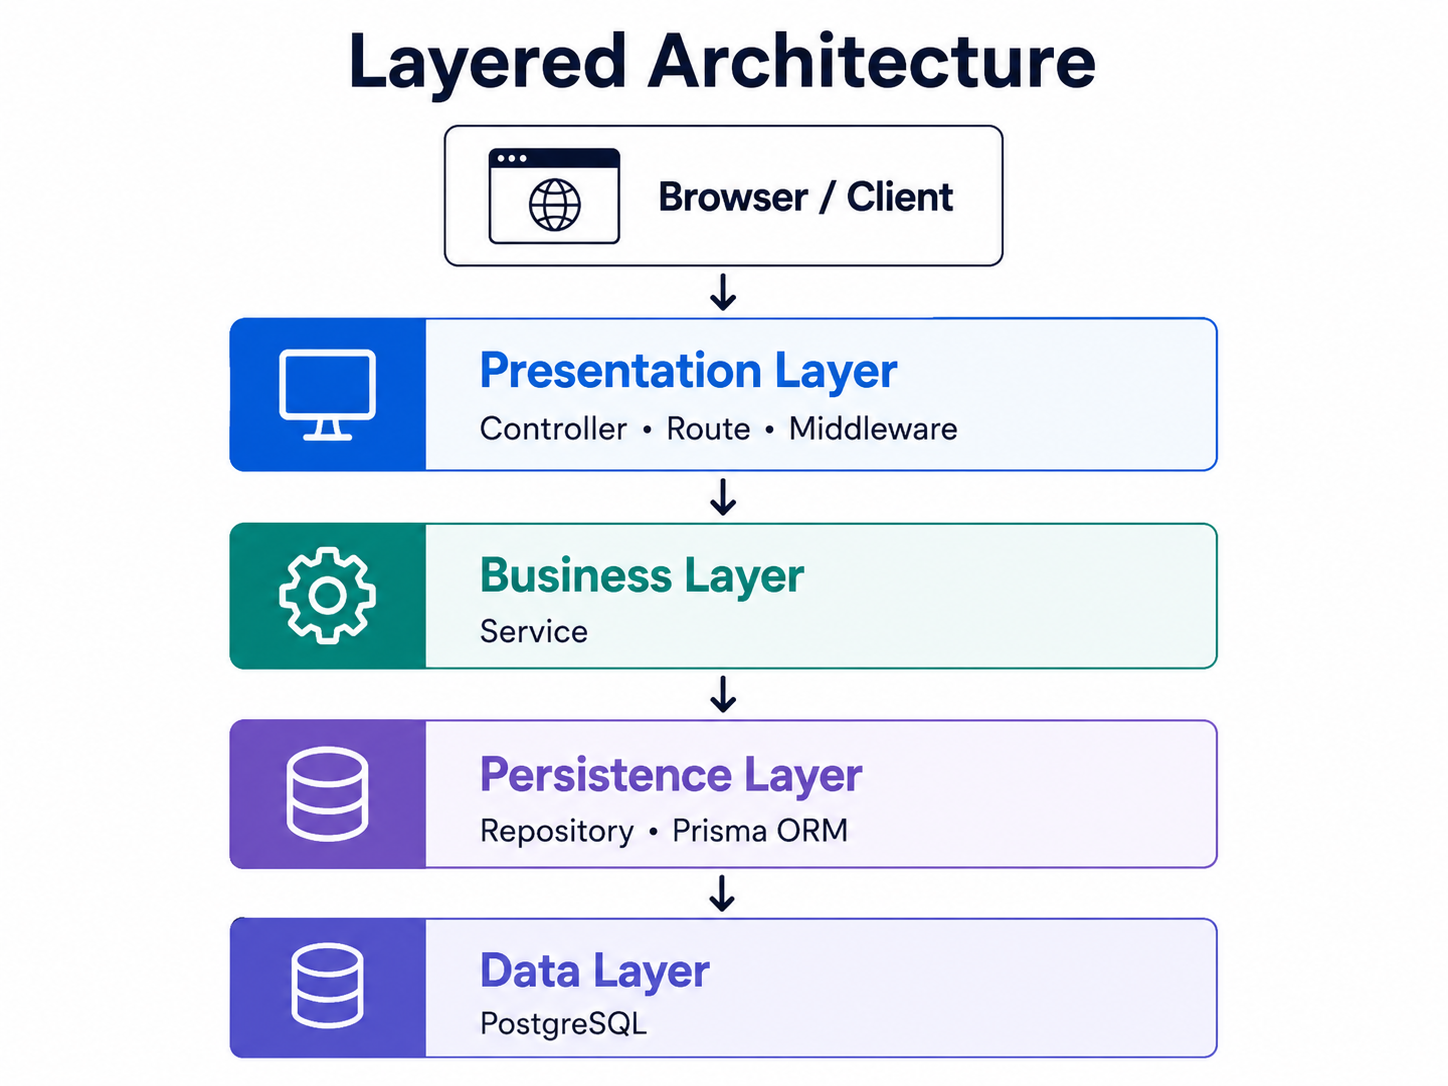 Layered Architecture
Browser / Client
Presentation Layer
Controller • Route • Middleware
Business Layer
Service
Persistence Layer
Repository • Prisma ORM
Data Layer
PostgreSQL